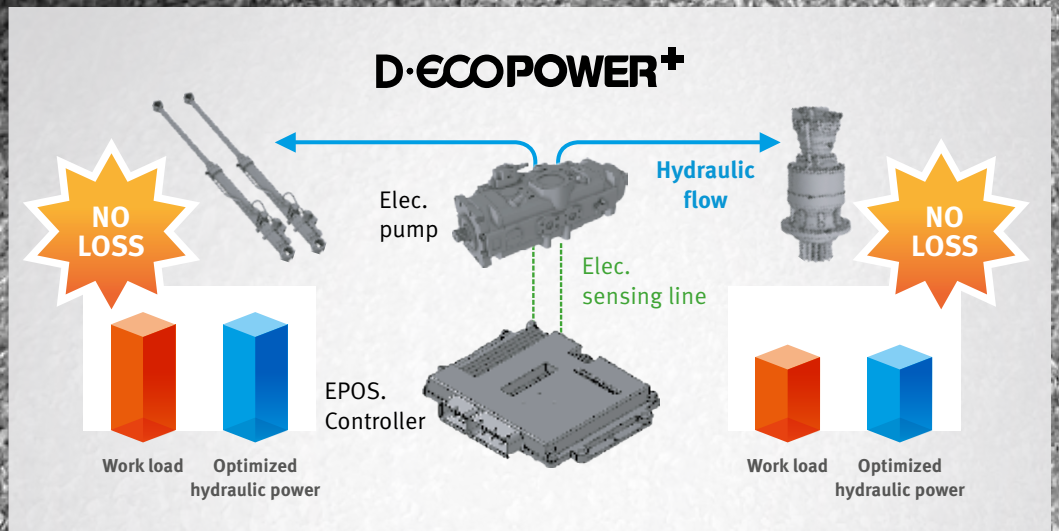 D·ECOPOWER+
NO
LOSS
Elec.
pump
Hydraulic
flow
NO
LOSS
Elec.
sensing line
EPOS.
Controller
Work load
Optimized
hydraulic power
Work load
Optimized
hydraulic power